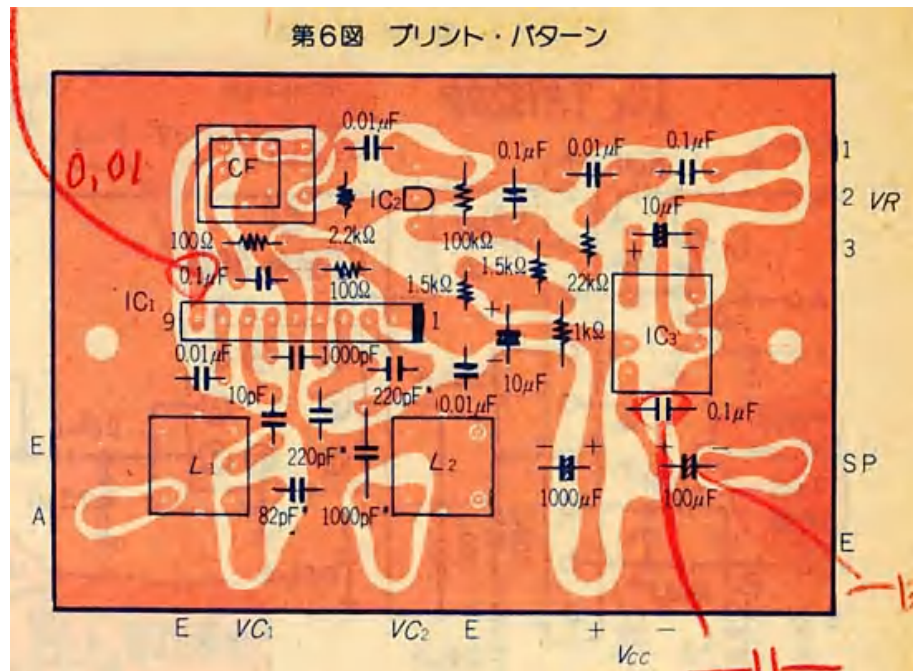 第6図 プリント・パターン
0.01μF
0.1μF
0.01μF
0.1μF
1
0,01
CF
IC2
2
VR
10μF
100Ω
2.2kΩ
100kΩ
3
+
-
0.1μF
100Ω
1.5kΩ
1.5kΩ
22kΩ
IC1
9
1
+
1kΩ
IC3
0.01μF
1000pF
-
10μF
10pF
220pF*
0.01μF
0.1μF
E
L1
220pF*
L2
-
+
+
-
SP
1000μF
100μF
A
82pF*
1000pF*
E
E
VC1
VC2
E
+
-
VCC